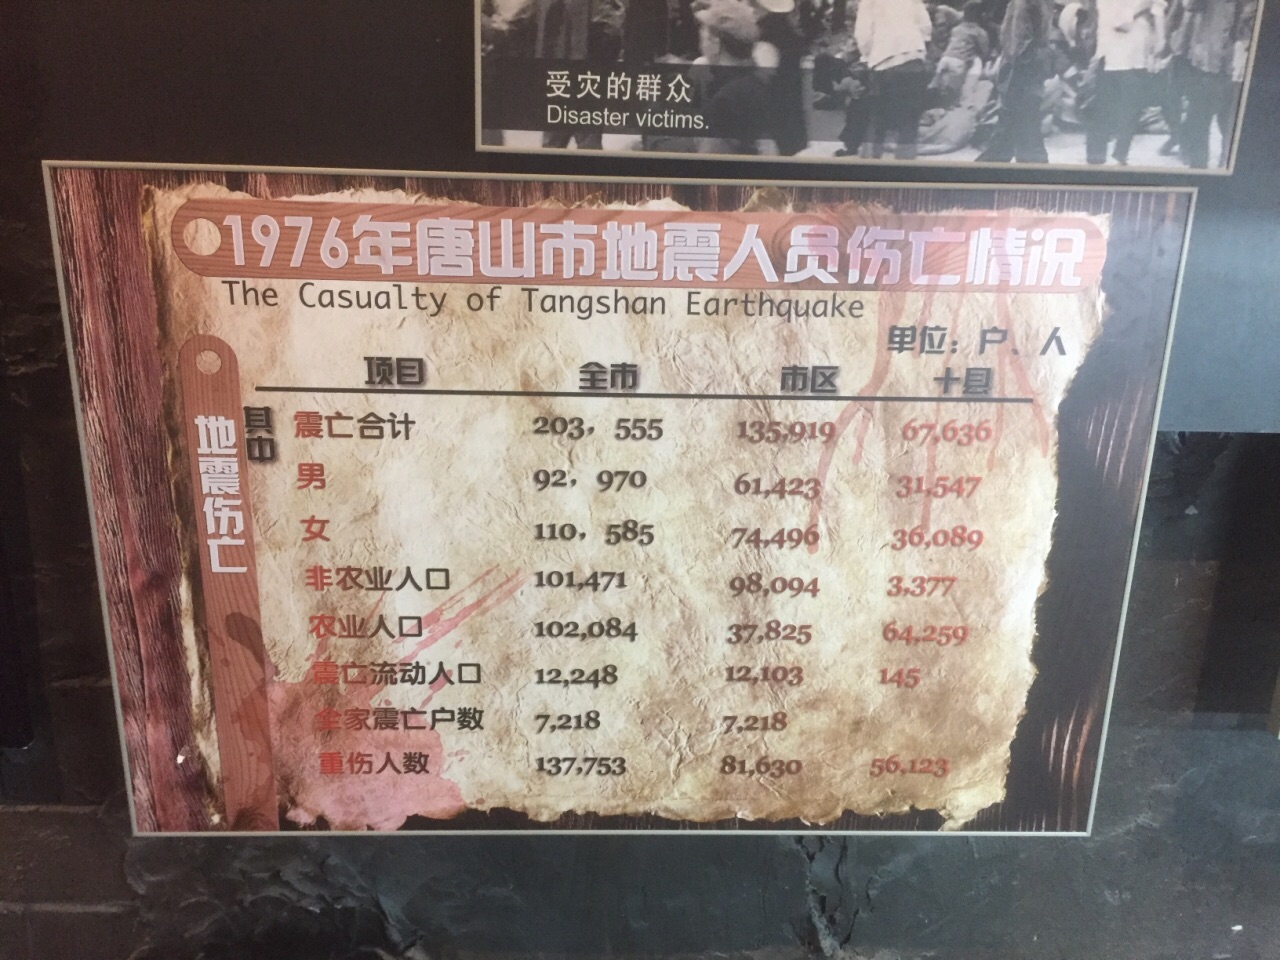 受灾的群众
Disaster victims.
1976年唐山市地震人员伤亡情况
The Casualty of Tangshan Earthquake
单位：户、人
项目 全市 市区 十县
地震伤亡
其中
震亡合计 203，555 135,919 67,636
男 92，970 61,423 31,547
女 110，585 74,496 36,089
非农业人口 101,471 98,094 3,377
农业人口 102,084 37,825 64,259
震亡流动人口 12,248 12,103 145
全家震亡户数 7,218 7,218
重伤人数 137,753 81,630 56,123